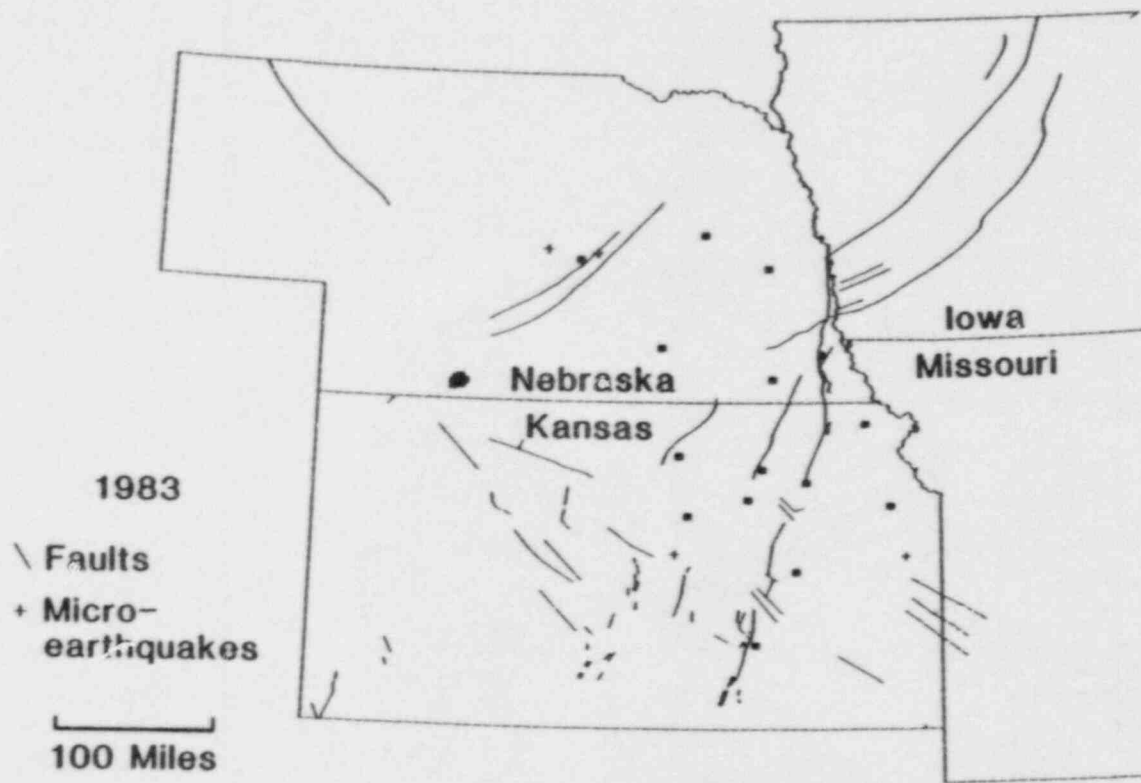 Iowa
Missouri
Nebraska
Kansas
1983
\ Faults
+ Micro-
earthquakes
100 Miles